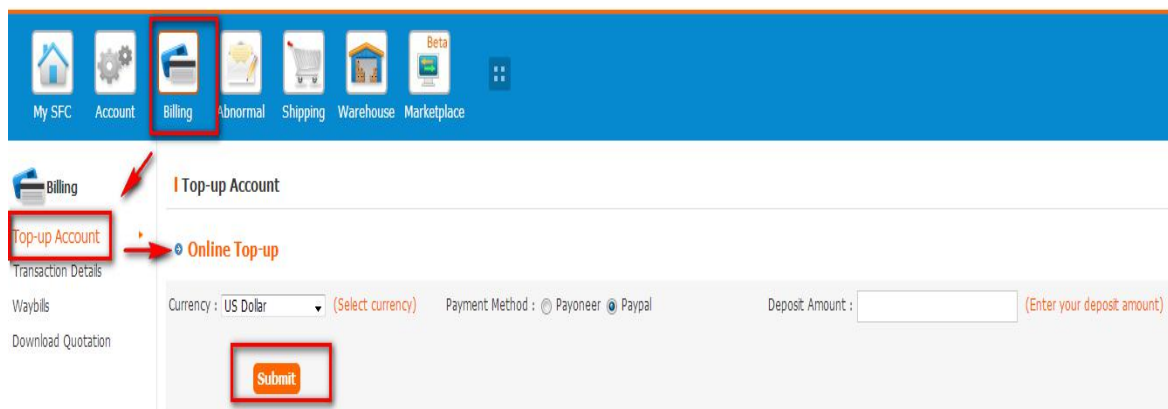 Beta
My SFC Account Billing Abnormal Shipping Warehouse Marketplace
Billing
Top-up Account
Transaction Details
Waybills
Download Quotation
Top-up Account
Online Top-up
Currency : US Dollar (Select currency) Payment Method : Payoneer Paypal Deposit Amount : (Enter your deposit amount)
Submit